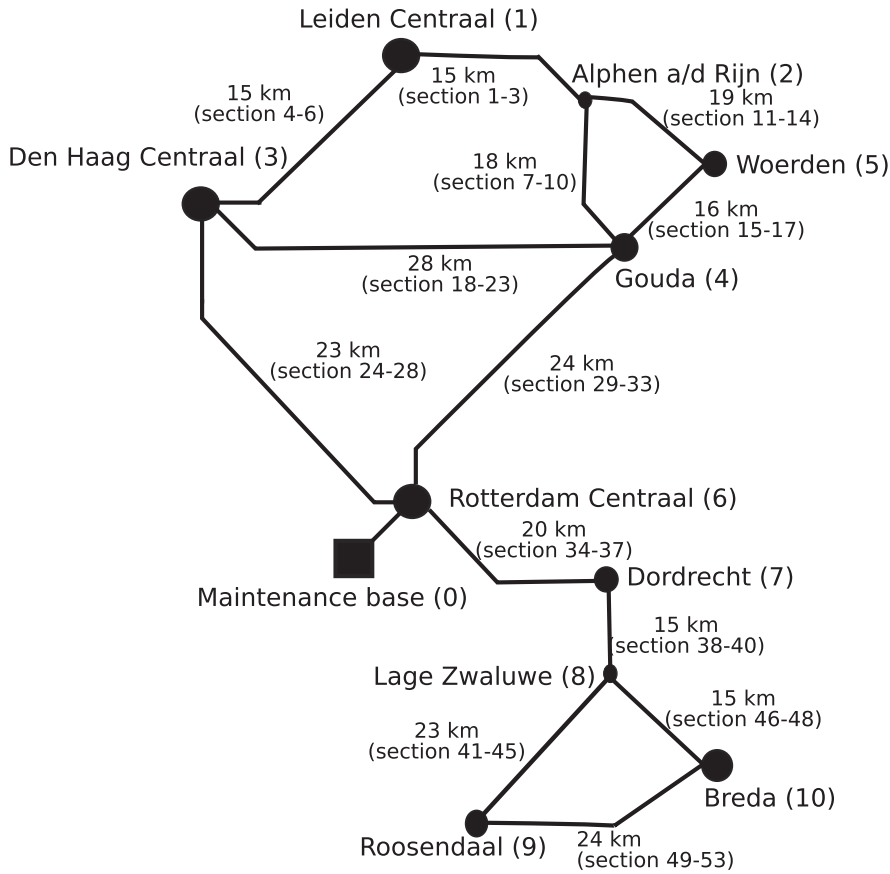 Leiden Centraal (1)
15 km
(section 1-3)
Alphen a/d Rijn (2)
15 km
(section 4-6)
19 km
(section 11-14)
Den Haag Centraal (3)
18 km
(section 7-10)
Woerden (5)
16 km
(section 15-17)
28 km
(section 18-23)
Gouda (4)
23 km
(section 24-28)
24 km
(section 29-33)
Rotterdam Centraal (6)
20 km
(section 34-37)
Maintenance base (0)
Dordrecht (7)
15 km
(section 38-40)
Lage Zwaluwe (8)
23 km
(section 41-45)
15 km
(section 46-48)
Breda (10)
Roosendaal (9)
24 km
(section 49-53)